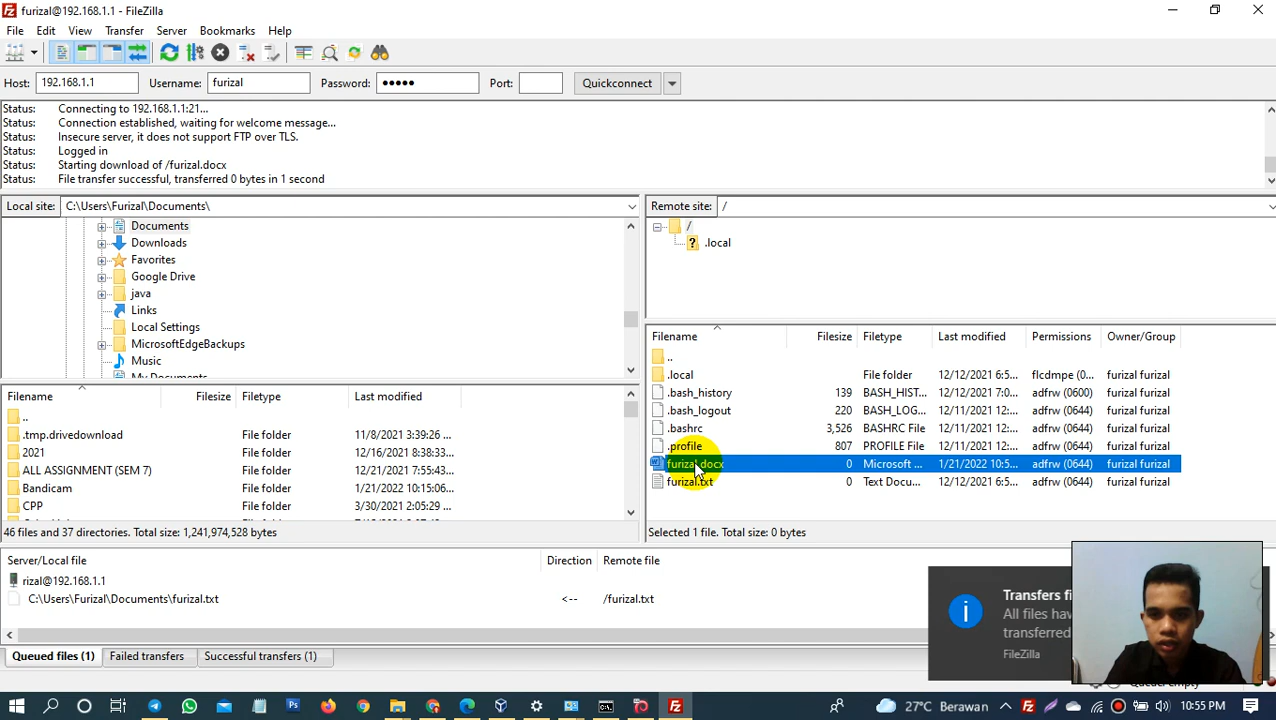 furizal@192.168.1.1 - FileZilla
File Edit View Transfer Server Bookmarks Help
Host: 192.168.1.1 Username: furizal Password: ●●●●● Port: Quickconnect
Status: Connecting to 192.168.1.1:21...
Status: Connection established, waiting for welcome message...
Status: Insecure server, it does not support FTP over TLS.
Status: Logged in
Status: Starting download of /furizal.docx
Status: File transfer successful, transferred 0 bytes in 1 second
Local site: C:\Users\Furizal\Documents\
Documents
Downloads
Favorites
Google Drive
java
Links
Local Settings
MicrosoftEdgeBackups
Music
My Documents
Filename Filesize Filetype Last modified
..
.tmp.drivedownload File folder 11/8/2021 3:39:26 ...
2021 File folder 12/16/2021 8:38:33...
ALL ASSIGNMENT (SEM 7) File folder 12/21/2021 7:55:43...
Bandicam File folder 1/21/2022 10:15:06...
CPP File folder 3/30/2021 2:05:29 ...
46 files and 37 directories. Total size: 1,241,974,528 bytes
Remote site: /
/
? .local
Filename Filesize Filetype Last modified Permissions Owner/Group
..
.local File folder 12/12/2021 6:5... flcdmpe (0... furizal furizal
.bash_history 139 BASH_HIST... 12/12/2021 7:0... adfrw (0600) furizal furizal
.bash_logout 220 BASH_LOG... 12/11/2021 12:... adfrw (0644) furizal furizal
.bashrc 3,526 BASHRC File 12/11/2021 12:... adfrw (0644) furizal furizal
.profile 807 PROFILE File 12/11/2021 12:... adfrw (0644) furizal furizal
furizal.docx 0 Microsoft ... 1/21/2022 10:5... adfrw (0644) furizal furizal
furizal.txt 0 Text Docu... 12/12/2021 6:5... adfrw (0644) furizal furizal
Selected 1 file. Total size: 0 bytes
Server/Local file Direction Remote file
rizal@192.168.1.1
C:\Users\Furizal\Documents\furizal.txt <-- /furizal.txt
Queued files (1) Failed transfers Successful transfers (1)
Transfers fi
All files hav
transferred
FileZilla
Queue: empty
27°C Berawan 10:55 PM